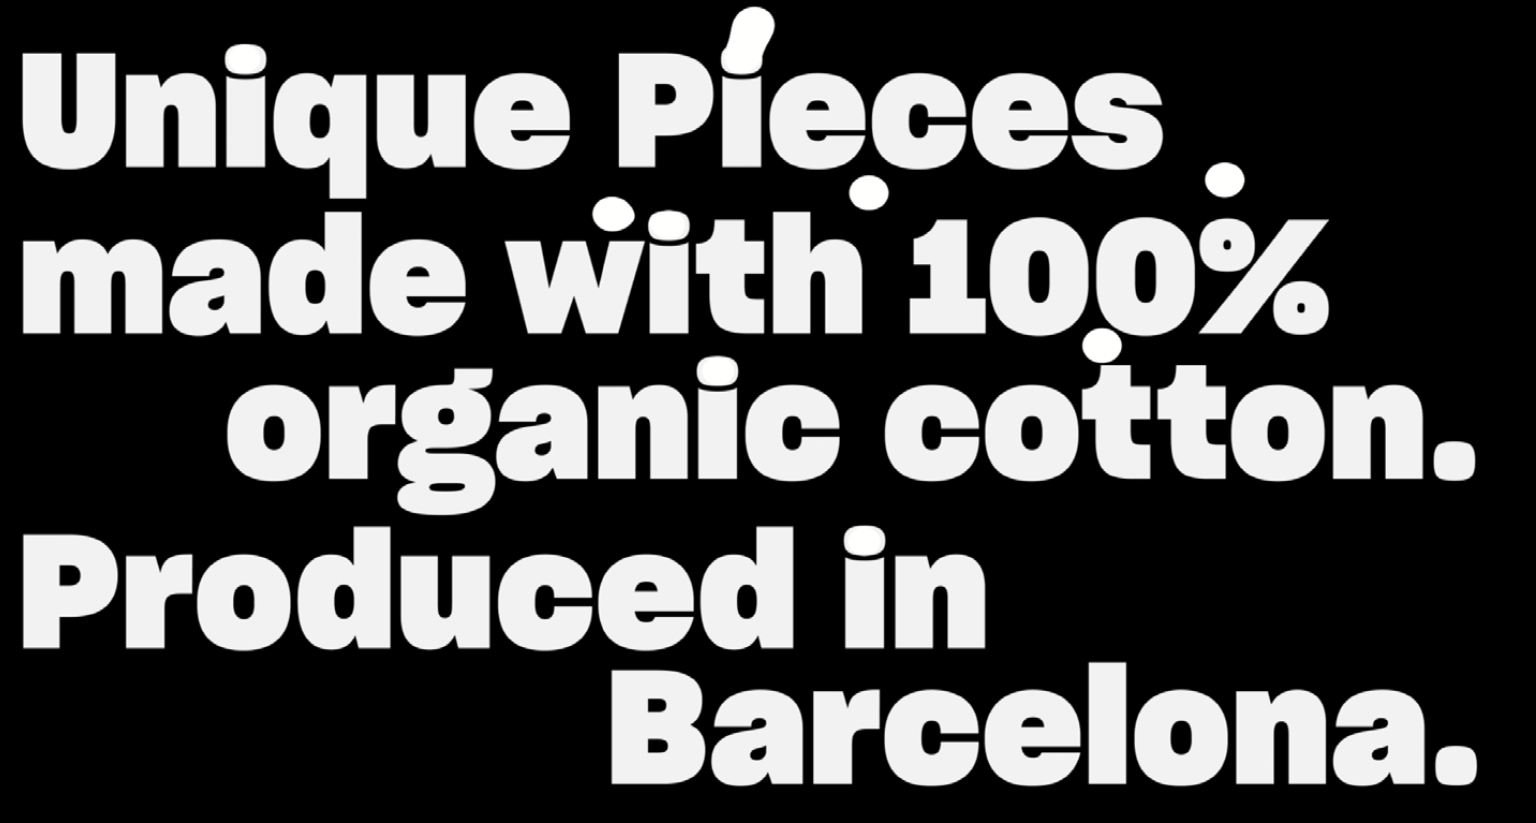 Unique Pieces
made with 100%
organic cotton.
Produced in
Barcelona.